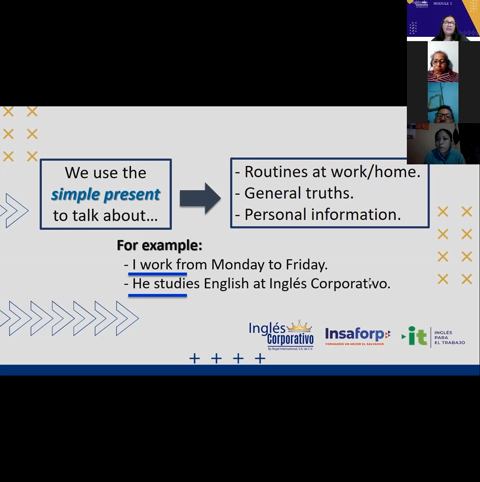 MODULE 1
We use the
simple present
to talk about...
- Routines at work/home.
- General truths.
- Personal information.
For example:
- I work from Monday to Friday.
- He studies English at Inglés Corporativo.
Inglés
Corporativo
Insaforp
it
INGLÉS
PARA
EL TRABAJO